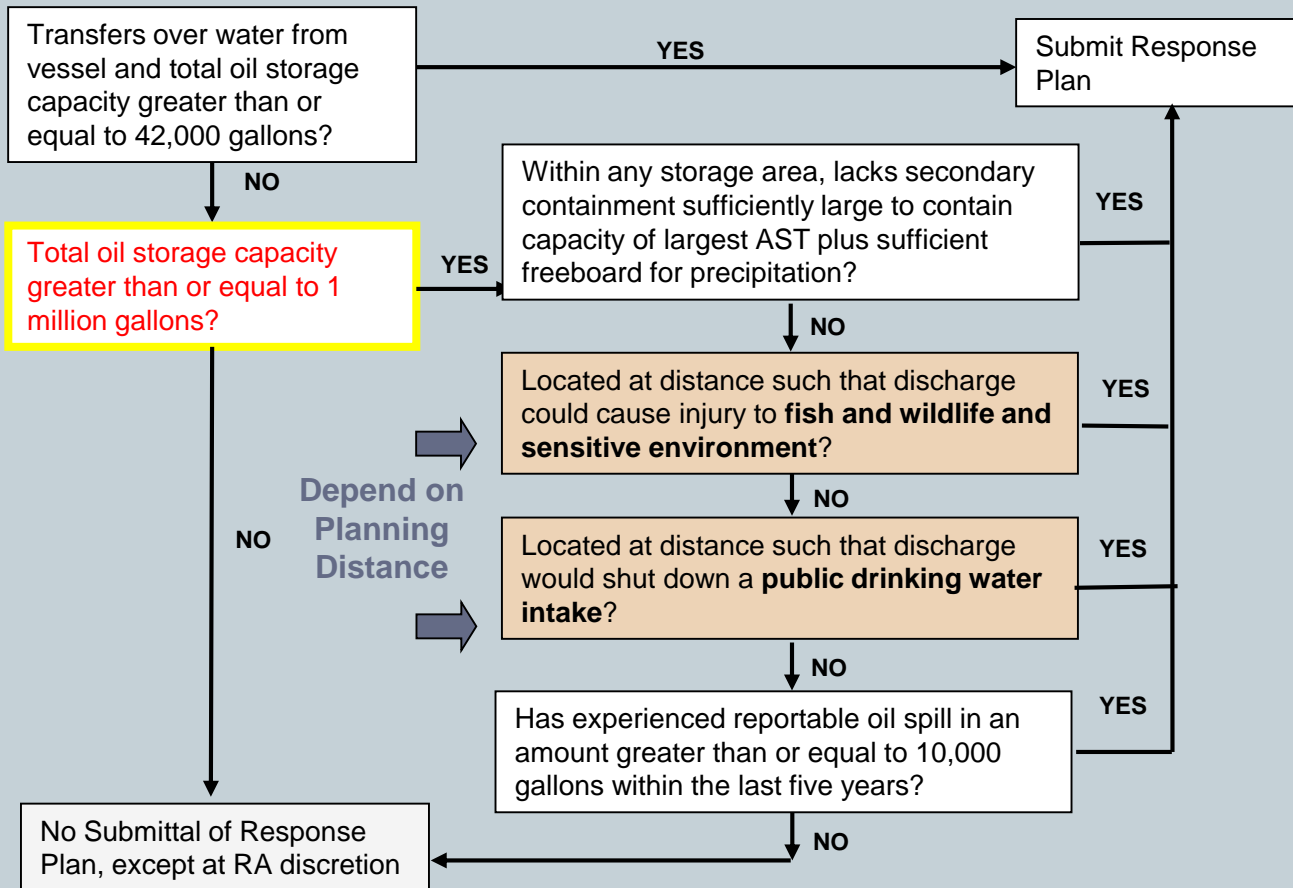 Transfers over water from
vessel and total oil storage
capacity greater than or
equal to 42,000 gallons?
YES
Submit Response
Plan
NO
Total oil storage capacity
greater than or equal to 1
million gallons?
YES
Within any storage area, lacks secondary
containment sufficiently large to contain
capacity of largest AST plus sufficient
freeboard for precipitation?
YES
NO
Located at distance such that discharge
could cause injury to fish and wildlife and
sensitive environment?
YES
NO
Depend on
Planning
Distance
NO
Located at distance such that discharge
would shut down a public drinking water
intake?
YES
NO
Has experienced reportable oil spill in an
amount greater than or equal to 10,000
gallons within the last five years?
YES
NO
No Submittal of Response
Plan, except at RA discretion